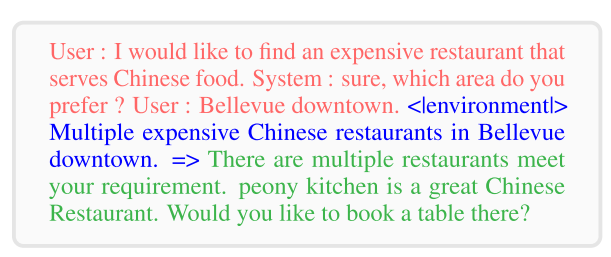 User : I would like to find an expensive restaurant that
serves Chinese food. System : sure, which area do you
prefer ? User : Bellevue downtown. <|environment|>
Multiple expensive Chinese restaurants in Bellevue
downtown. => There are multiple restaurants meet
your requirement. peony kitchen is a great Chinese
Restaurant. Would you like to book a table there?